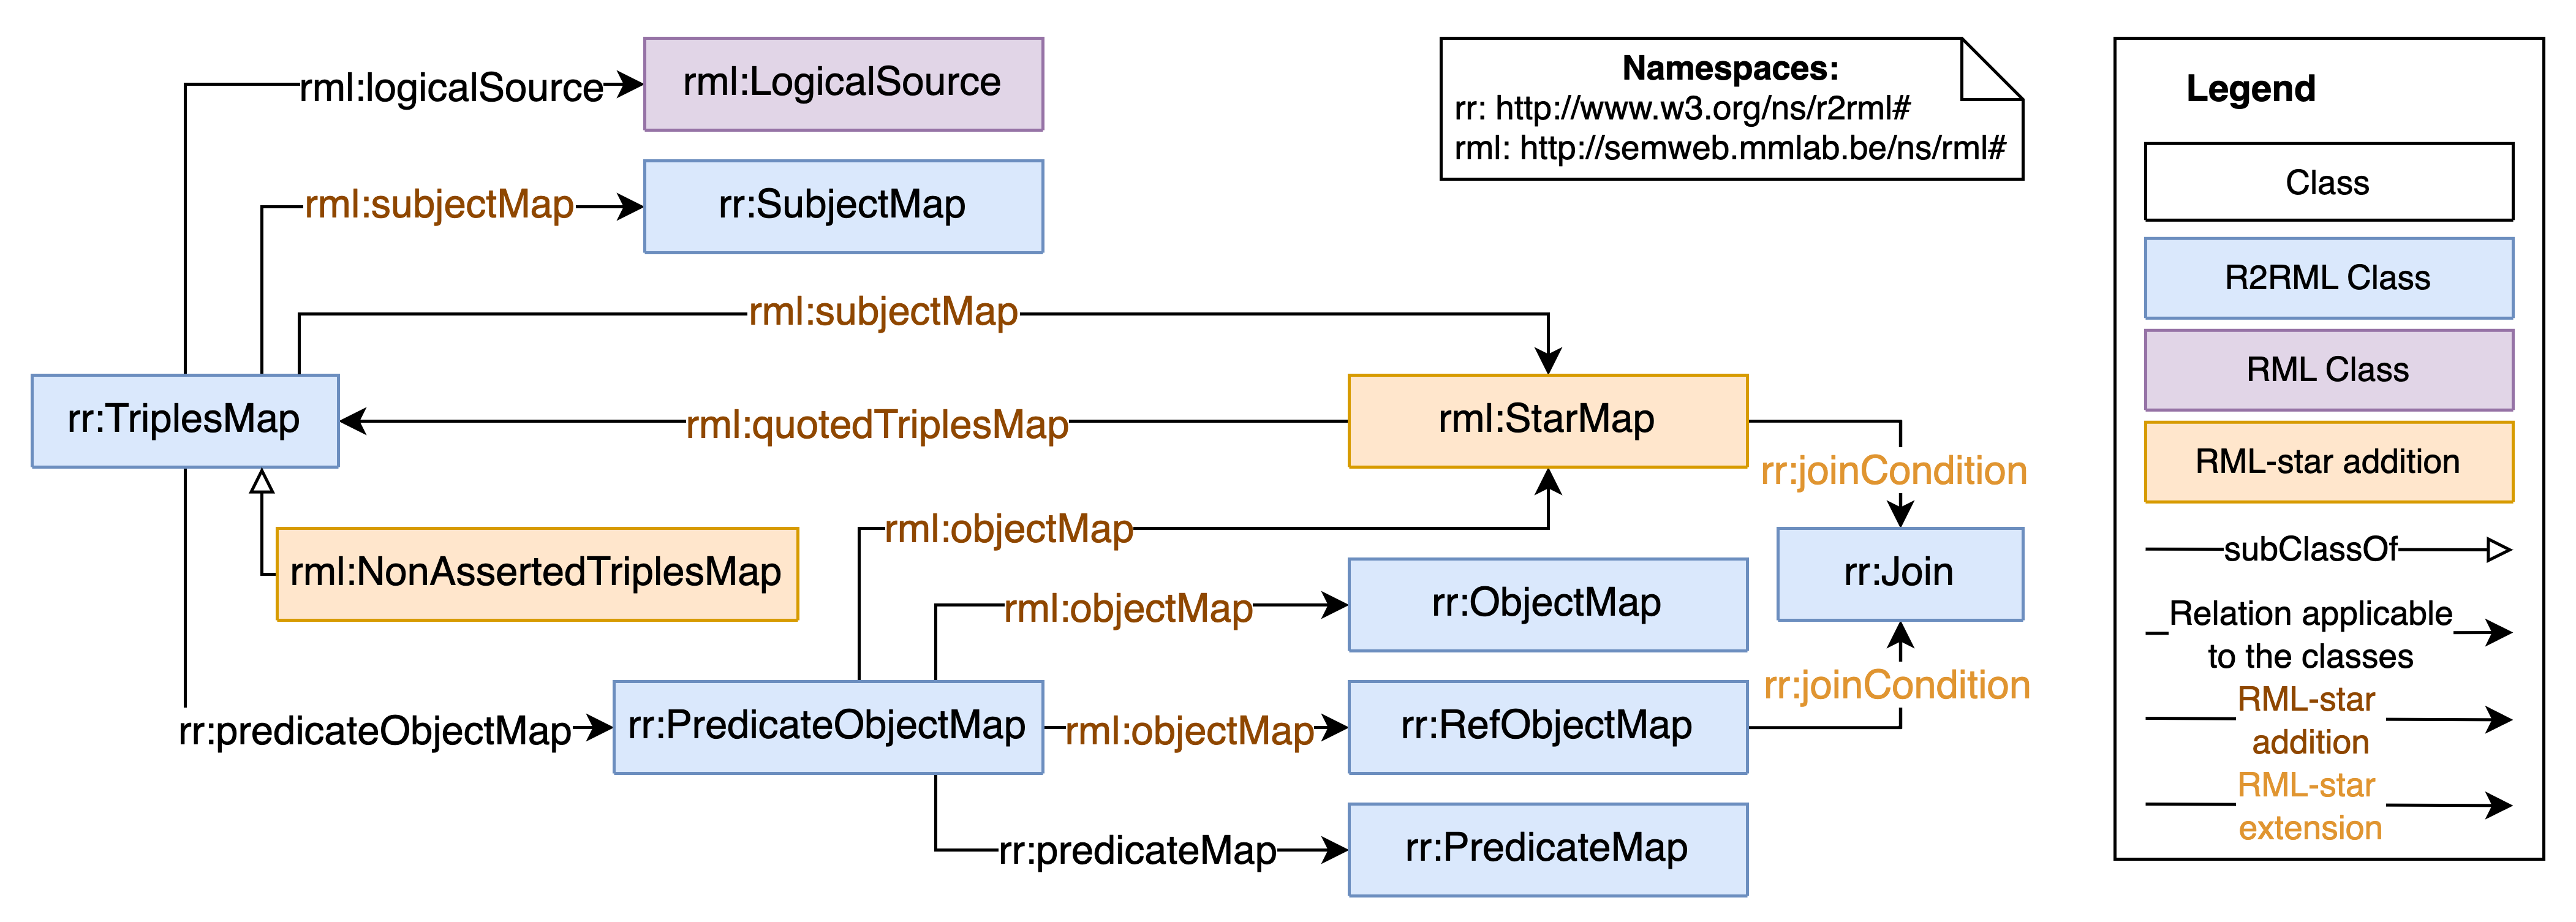 rml:logicalSource
rml:LogicalSource
rml:subjectMap
rr:SubjectMap
rml:subjectMap
rr:TriplesMap
rml:quotedTriplesMap
rml:StarMap
rr:joinCondition
rml:objectMap
rml:NonAssertedTriplesMap
rml:objectMap
rr:ObjectMap
rr:Join
rr:joinCondition
rr:predicateObjectMap
rr:PredicateObjectMap
rml:objectMap
rr:RefObjectMap
rr:predicateMap
rr:PredicateMap
Namespaces:
rr: http://www.w3.org/ns/r2rml#
rml: http://semweb.mmlab.be/ns/rml#
Legend
Class
R2RML Class
RML Class
RML-star addition
subClassOf
Relation applicable
to the classes
RML-star
addition
RML-star
extension